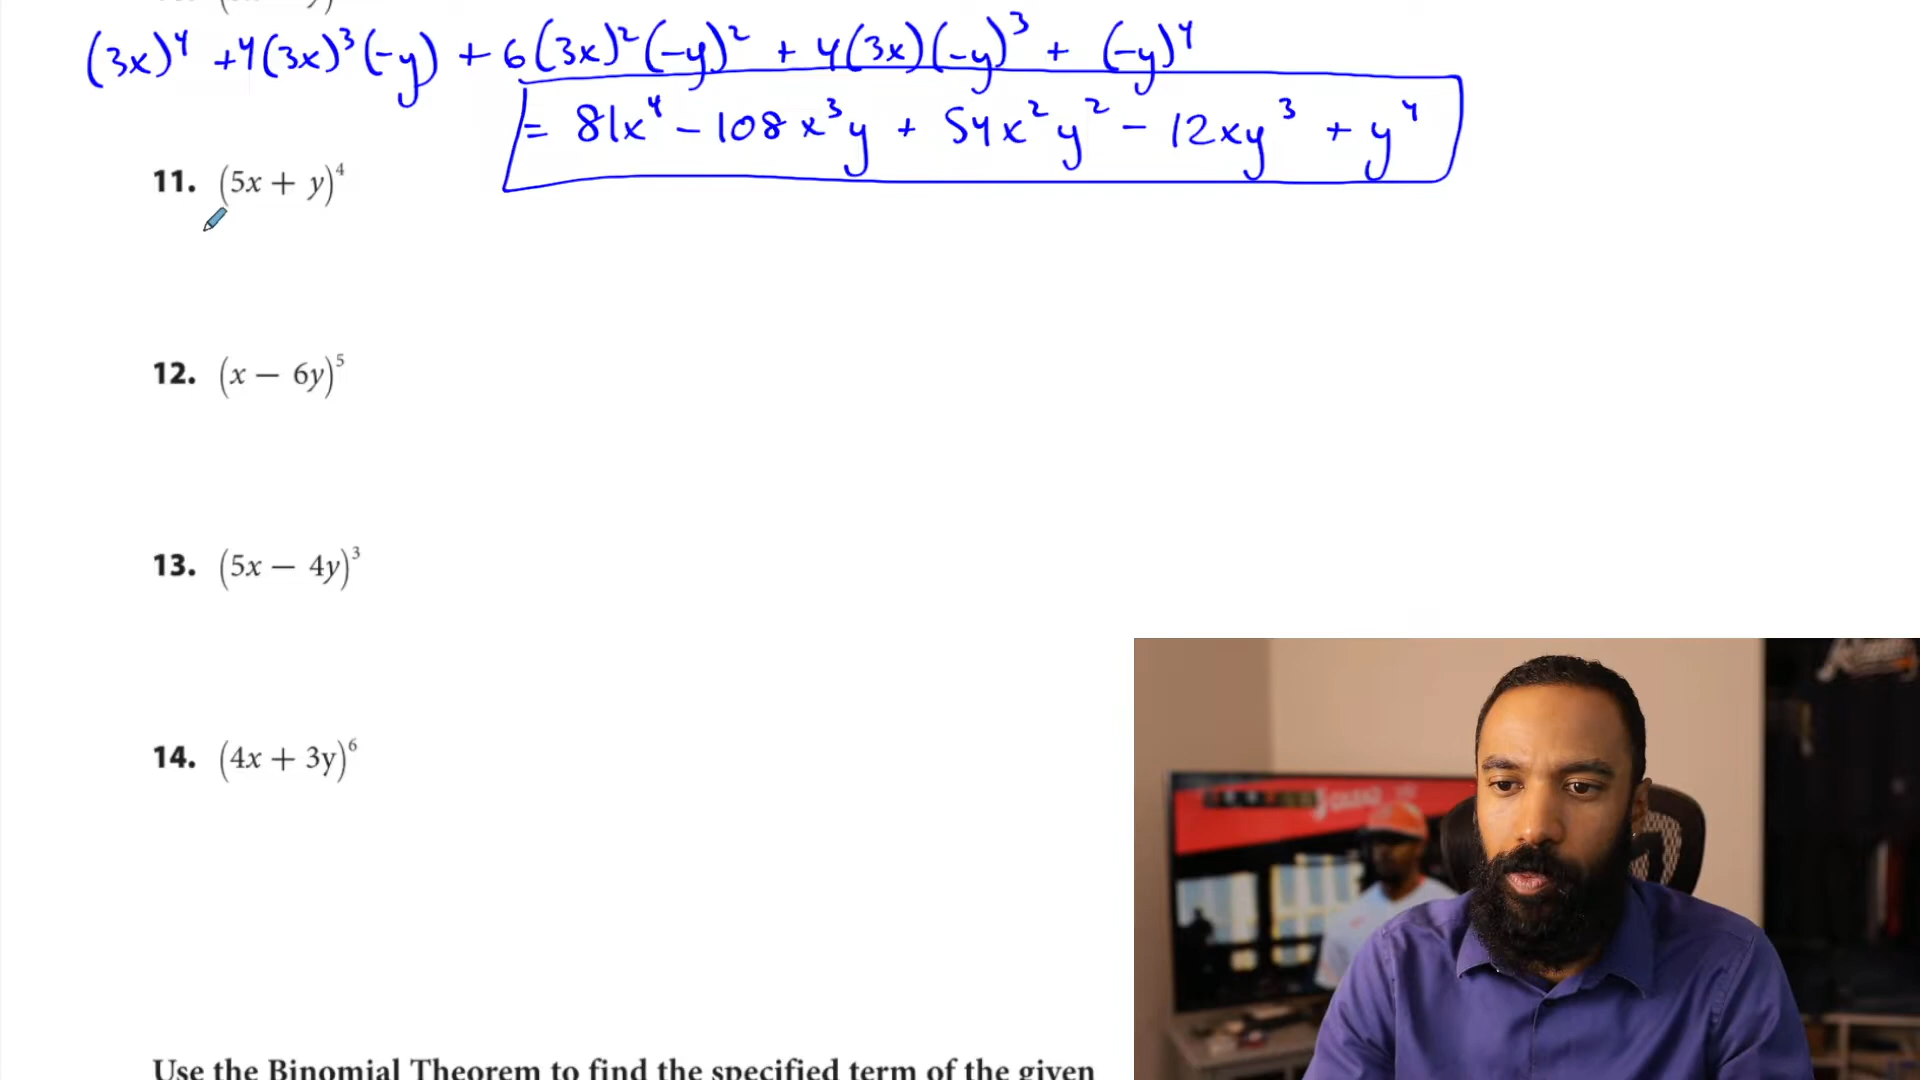 (3x)⁴ + 4(3x)³(-y) + 6(3x)²(-y)² + 4(3x)(-y)³ + (-y)⁴
= 81x⁴ - 108x³y + 54x²y² - 12xy³ + y⁴
11. (5x + y)⁴
12. (x − 6y)⁵
13. (5x − 4y)³
14. (4x + 3y)⁶
Use the Binomial Theorem to find the specified term of the given